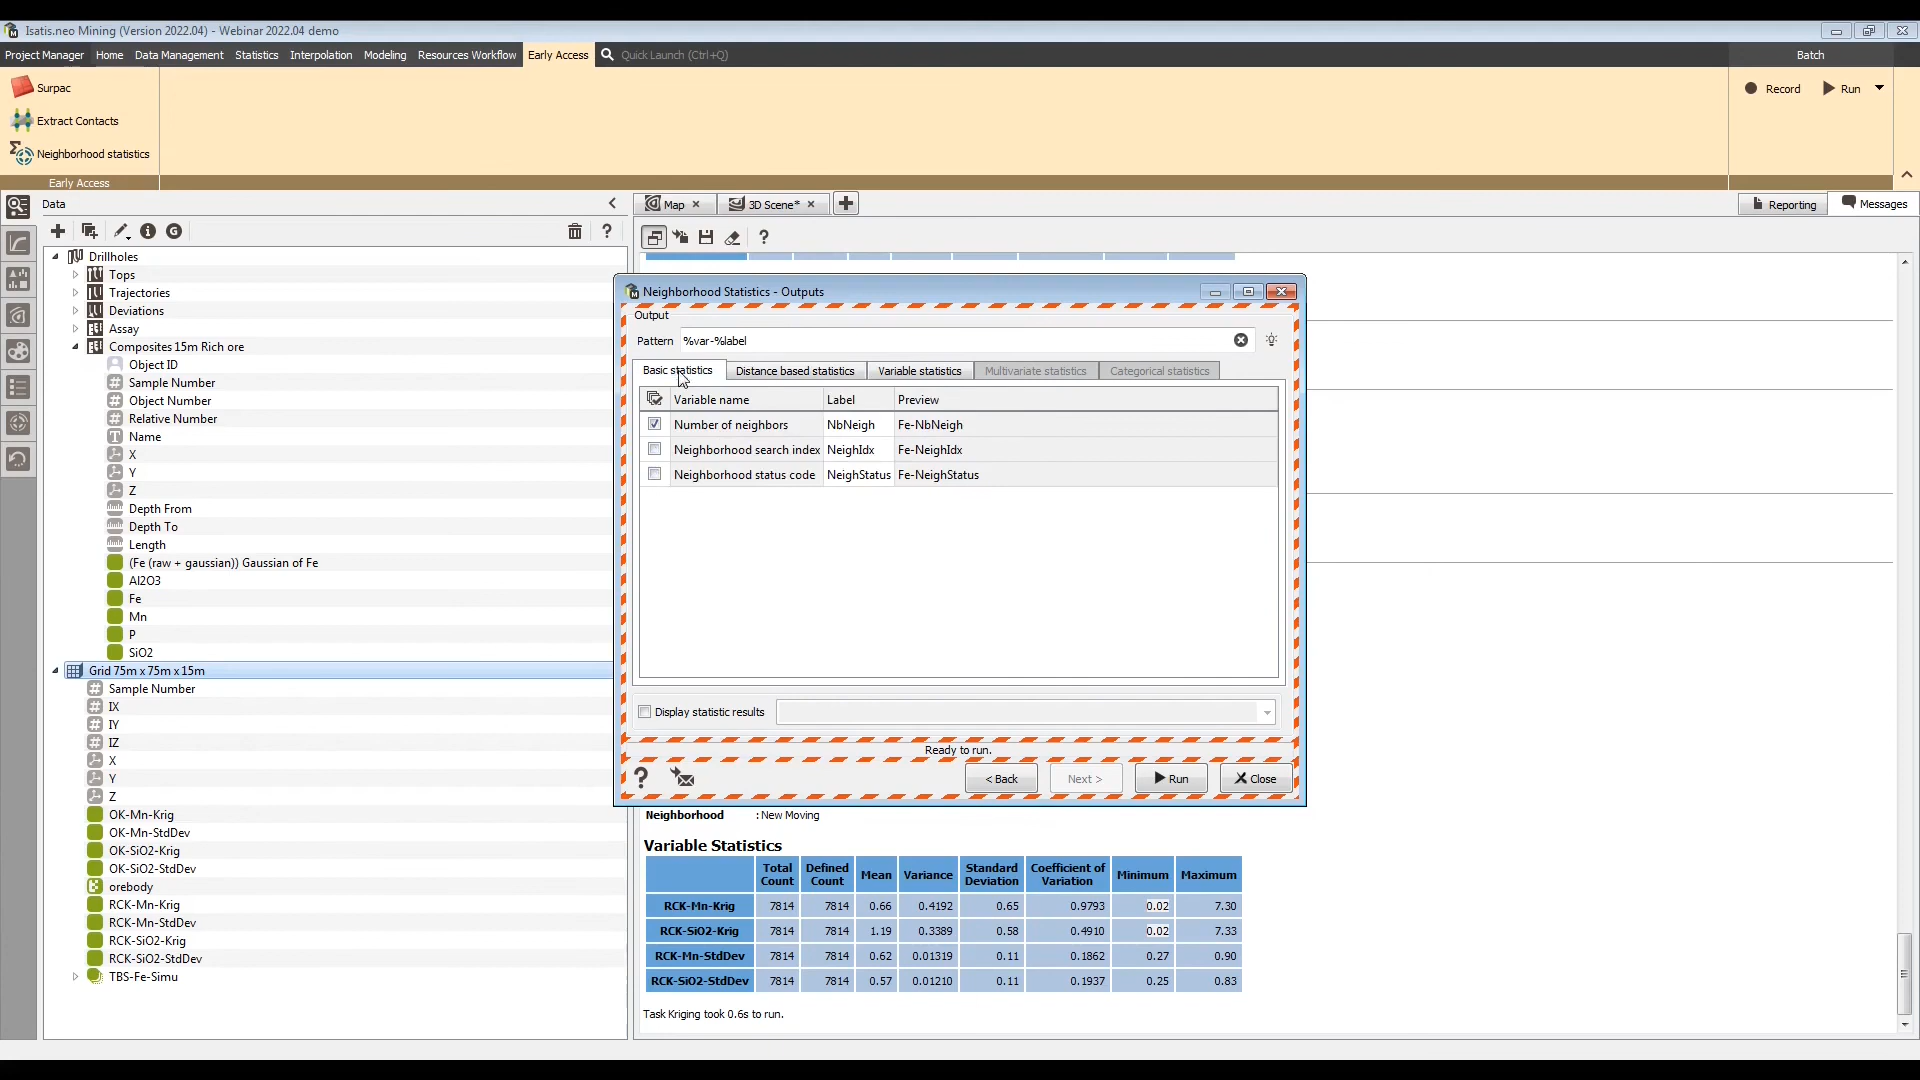 Isatis.neo Mining (Version 2022.04) - Webinar 2022.04 demo
Project Manager Home Data Management Statistics Interpolation Modeling Resources Workflow Early Access Quick Launch (Ctrl+Q) Batch
Surpac
Extract Contacts
Neighborhood statistics
Early Access
Record Run
Data
Map
3D Scene*
Reporting
Messages
Drillholes
Tops
Trajectories
Deviations
Assay
Composites 15m Rich ore
Object ID
Sample Number
Object Number
Relative Number
Name
X
Y
Z
Depth From
Depth To
Length
(Fe (raw + gaussian)) Gaussian of Fe
Al2O3
Fe
Mn
P
SiO2
Grid 75m x 75m x 15m
Sample Number
IX
IY
IZ
X
Y
Z
OK-Mn-Krig
OK-Mn-StdDev
OK-SiO2-Krig
OK-SiO2-StdDev
orebody
RCK-Mn-Krig
RCK-Mn-StdDev
RCK-SiO2-Krig
RCK-SiO2-StdDev
TBS-Fe-Simu
Neighborhood Statistics - Outputs
Output
Pattern %var-%label
Basic statistics Distance based statistics Variable statistics Multivariate statistics Categorical statistics
Variable name Label Preview
Number of neighbors NbNeigh Fe-NbNeigh
Neighborhood search index NeighIdx Fe-NeighIdx
Neighborhood status code NeighStatus Fe-NeighStatus
Display statistic results
Ready to run.
< Back Next > Run Close
Neighborhood : New Moving
Variable Statistics
Total Count Defined Count Mean Variance Standard Deviation Coefficient of Variation Minimum Maximum
RCK-Mn-Krig 7814 7814 0.66 0.4192 0.65 0.9793 0.02 7.30
RCK-SiO2-Krig 7814 7814 1.19 0.3389 0.58 0.4910 0.02 7.33
RCK-Mn-StdDev 7814 7814 0.62 0.01319 0.11 0.1862 0.27 0.90
RCK-SiO2-StdDev 7814 7814 0.57 0.01210 0.11 0.1937 0.25 0.83
Task Kriging took 0.6s to run.